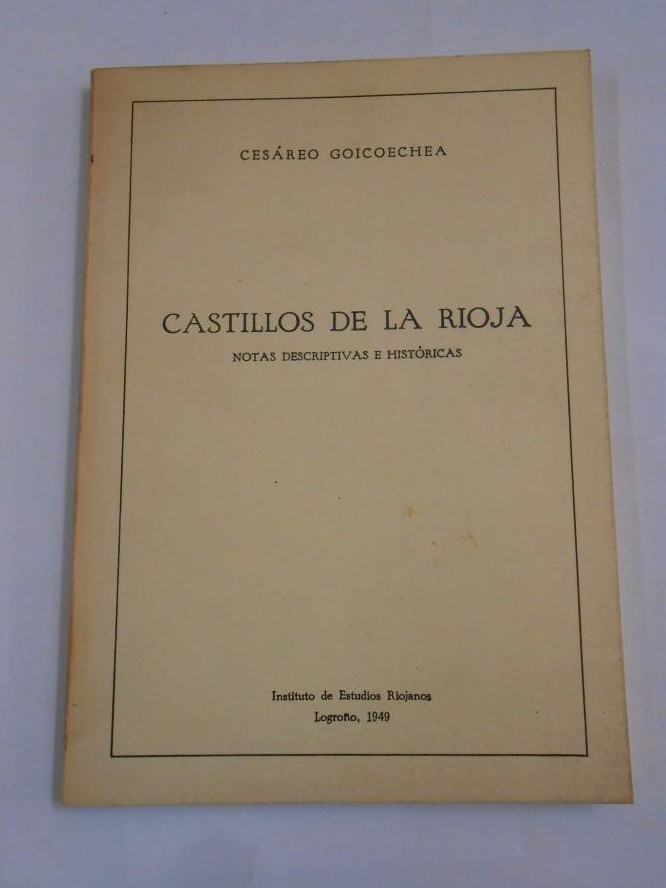 CESÁREO GOICOECHEA
CASTILLOS DE LA RIOJA
NOTAS DESCRIPTIVAS E HISTÓRICAS
Instituto de Estudios Riojanos
Logroño, 1949